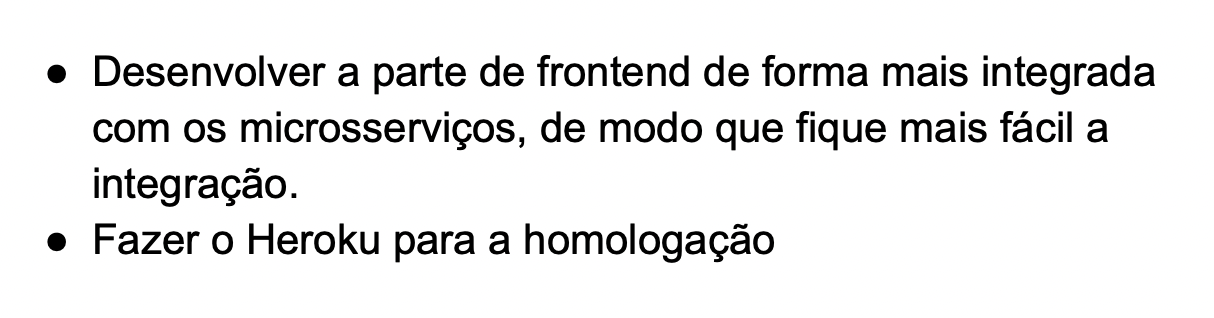 ● Desenvolver a parte de frontend de forma mais integrada
com os microsserviços, de modo que fique mais fácil a
integração.
● Fazer o Heroku para a homologação